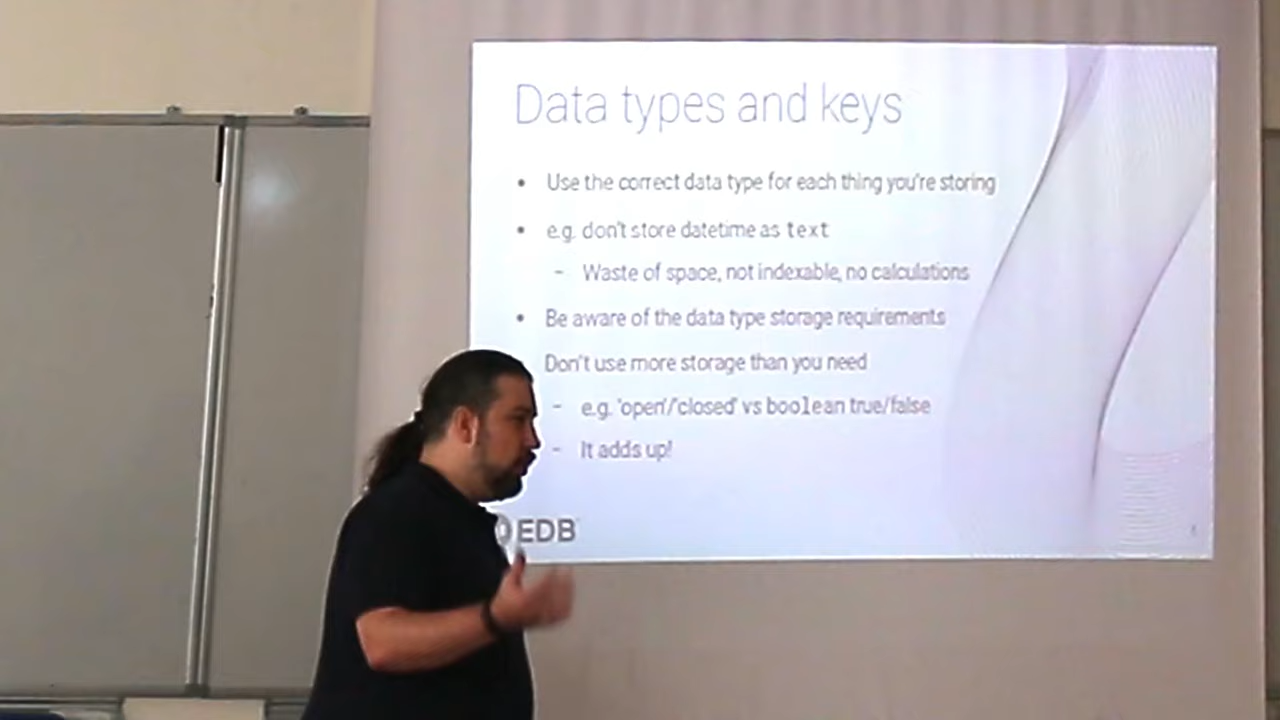 Data types and keys
• Use the correct data type for each thing you're storing
• e.g. don't store datetime as text
- Waste of space, not indexable, no calculations
• Be aware of the data type storage requirements
Don't use more storage than you need
- e.g. 'open'/'closed' vs boolean true/false
- It adds up!
EDB